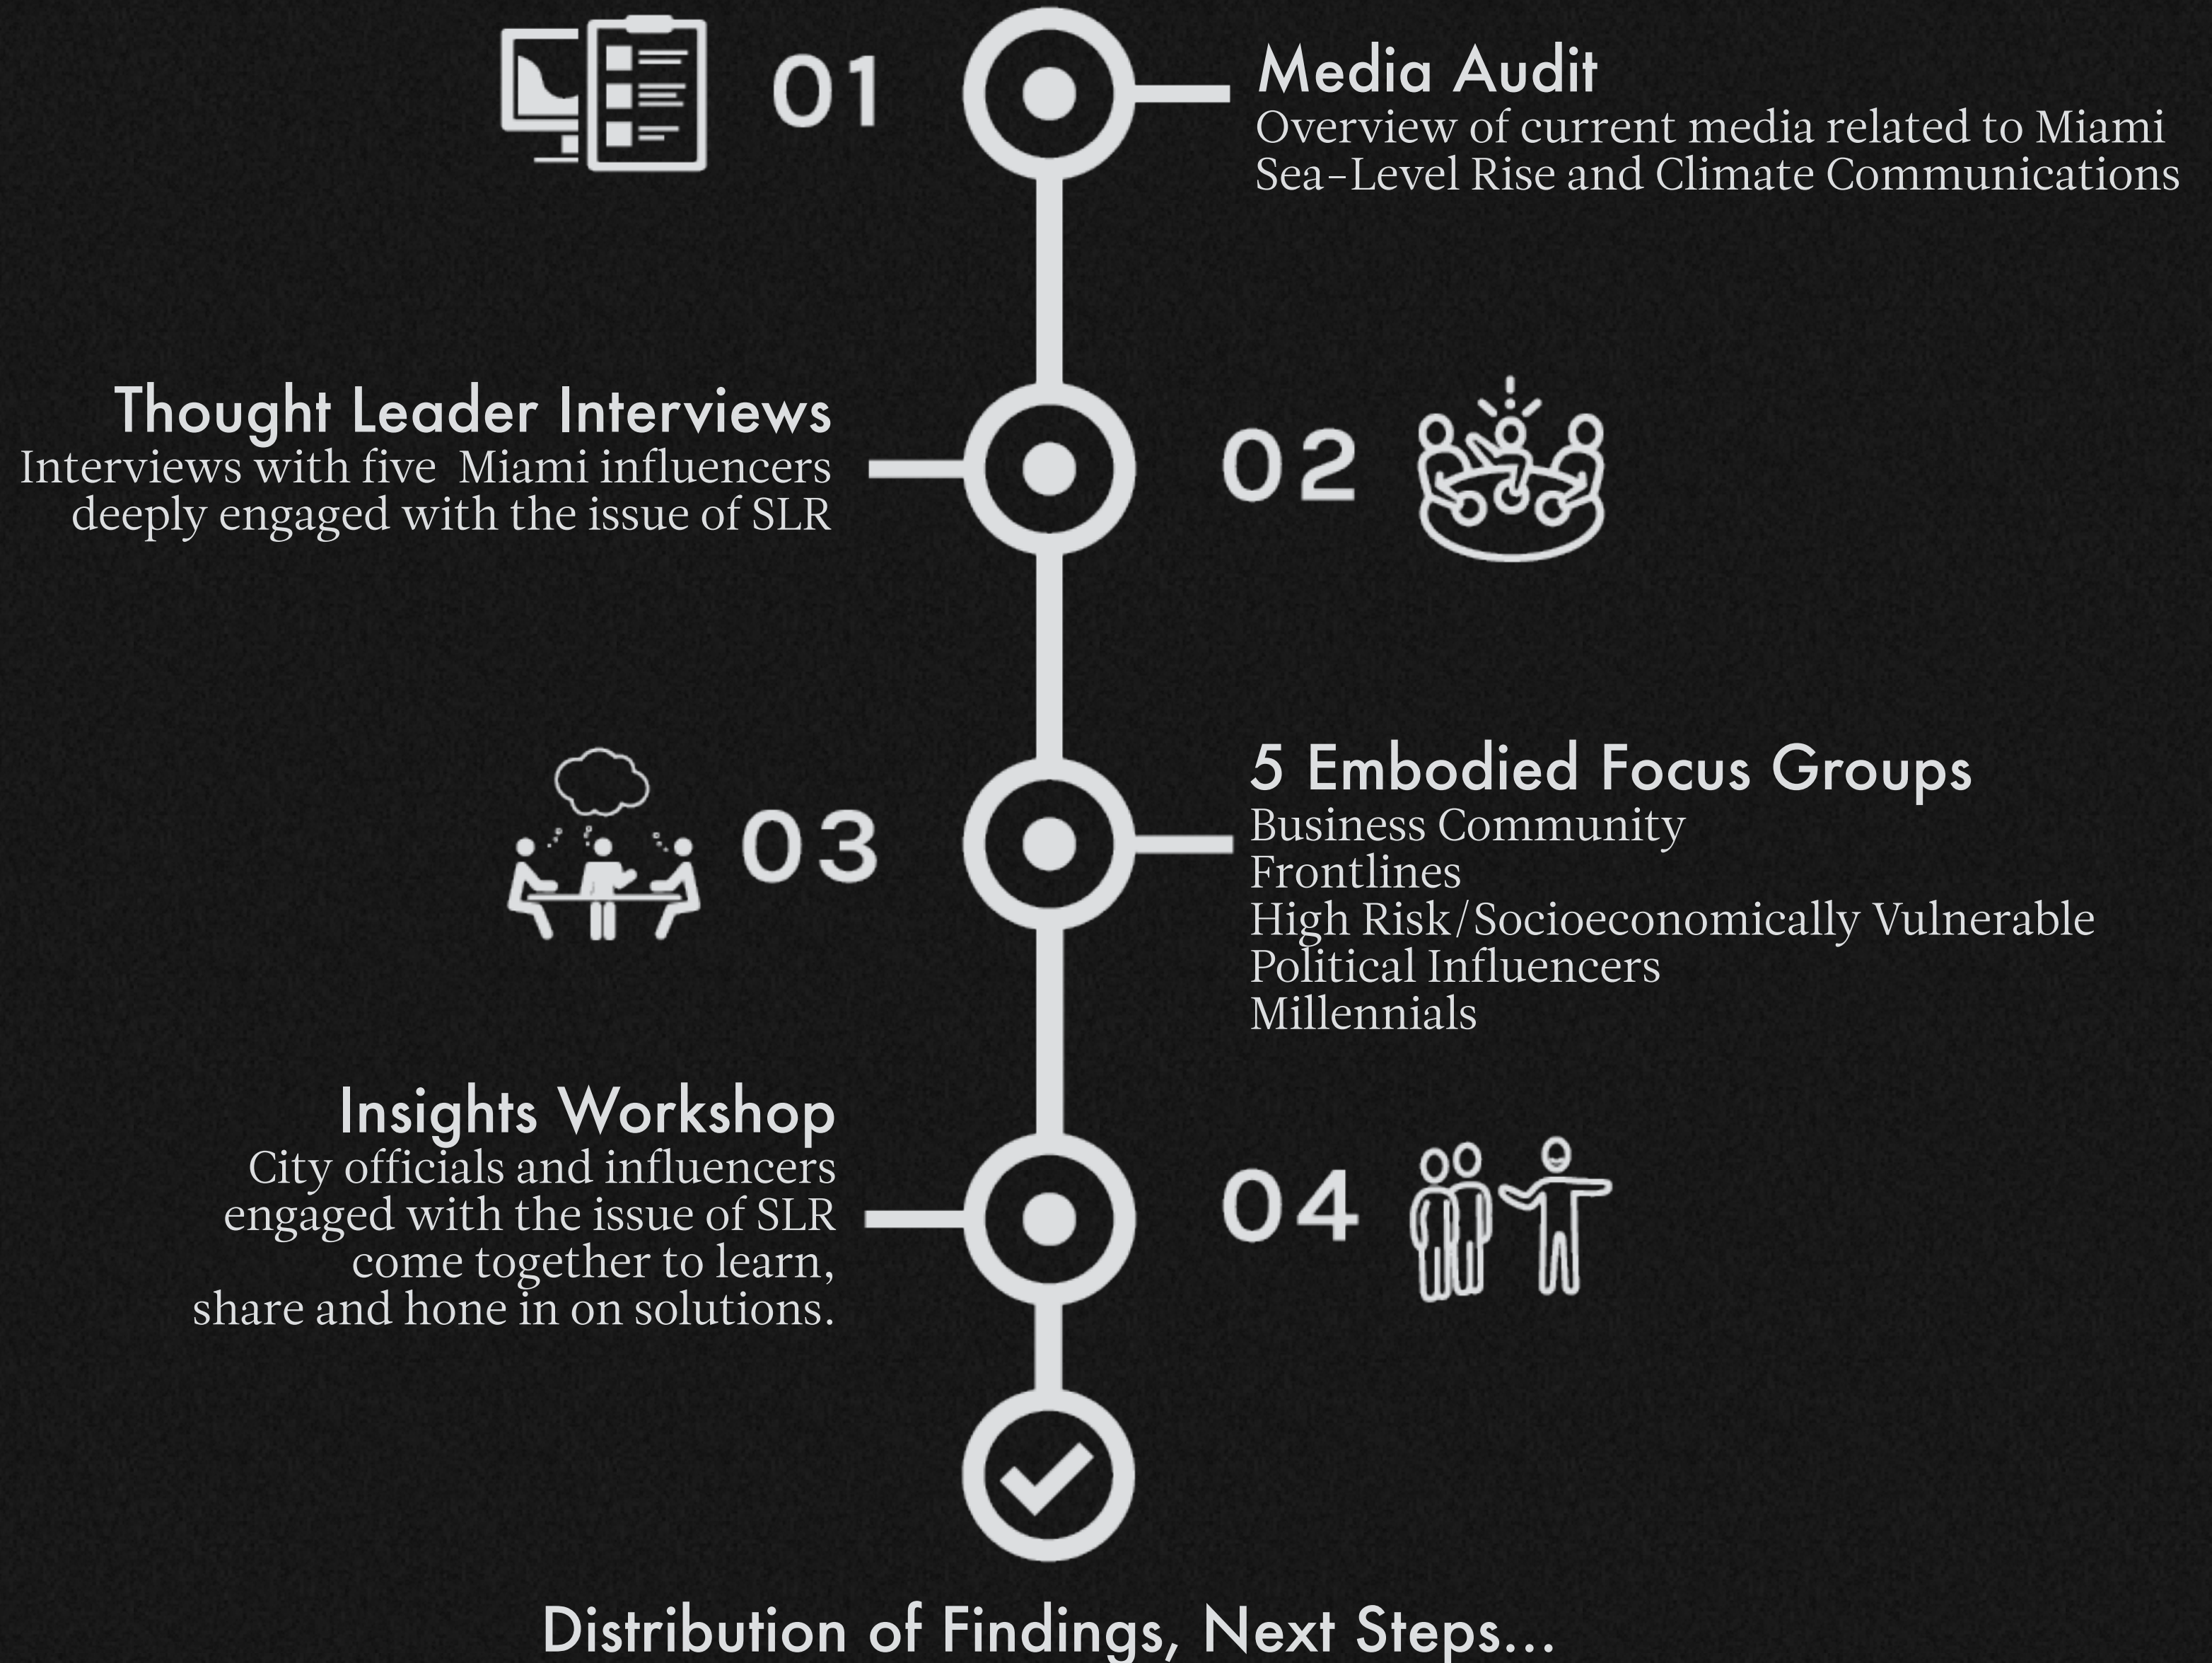 01
Media Audit
Overview of current media related to Miami
Sea-Level Rise and Climate Communications
Thought Leader Interviews
Interviews with five  Miami influencers
deeply engaged with the issue of SLR
02
03
5 Embodied Focus Groups
Business Community
Frontlines
High Risk/Socioeconomically Vulnerable
Political Influencers
Millennials
Insights Workshop
City officials and influencers
engaged with the issue of SLR
come together to learn,
share and hone in on solutions.
04
Distribution of Findings, Next Steps...